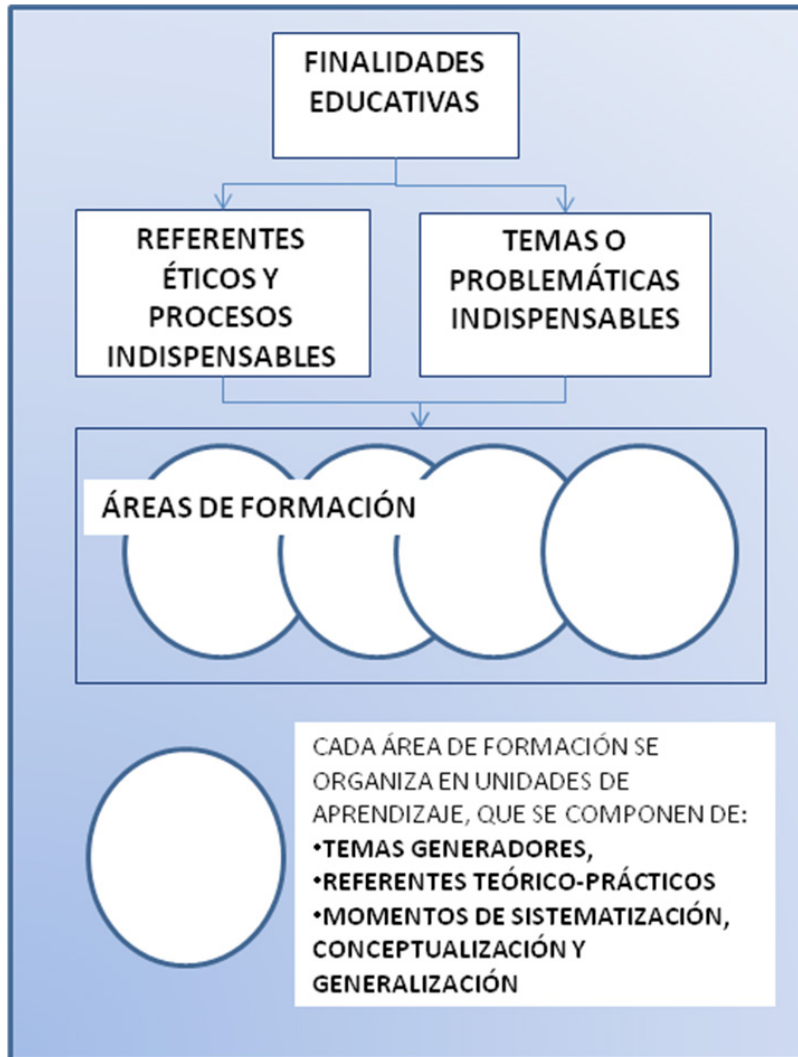 FINALIDADES
EDUCATIVAS
REFERENTES
ÉTICOS Y
PROCESOS
INDISPENSABLES
TEMAS O
PROBLEMÁTICAS
INDISPENSABLES
ÁREAS DE FORMACIÓN
CADA ÁREA DE FORMACIÓN SE
ORGANIZA EN UNIDADES DE
APRENDIZAJE, QUE SE COMPONEN DE:
•TEMAS GENERADORES,
•REFERENTES TEÓRICO-PRÁCTICOS
•MOMENTOS DE SISTEMATIZACIÓN,
CONCEPTUALIZACIÓN Y
GENERALIZACIÓN